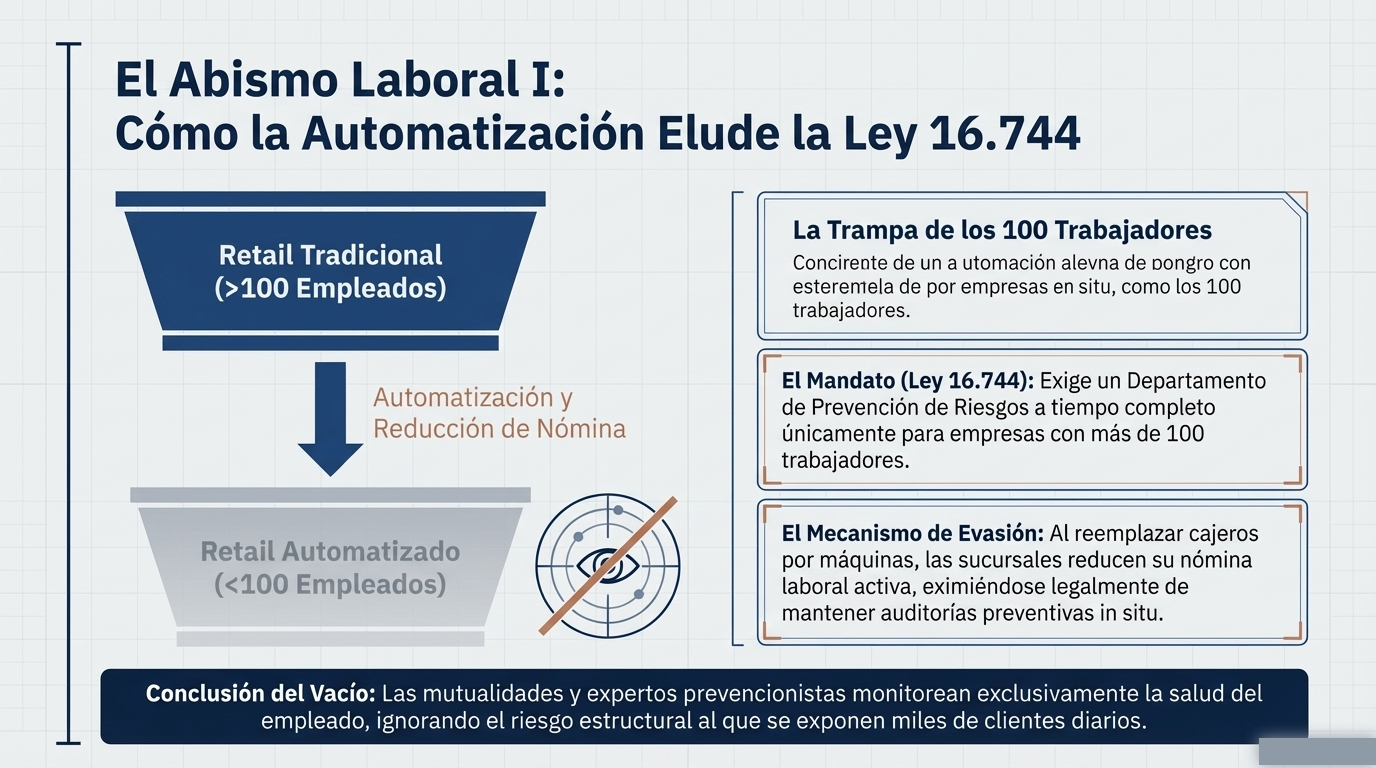 El Abismo Laboral I:
Cómo la Automatización Elude la Ley 16.744
Retail Tradicional
(>100 Empleados)
Automatización y
Reducción de Nómina
Retail Automatizado
(<100 Empleados)
La Trampa de los 100 Trabajadores
de un a utomación de con
de por empresas en situ, como los 100
trabajadores.
El Mandato (Ley 16.744): Exige un Departamento
de Prevención de Riesgos a tiempo completo
únicamente para empresas con más de 100
trabajadores.
El Mecanismo de Evasión: Al reemplazar cajeros
por máquinas, las sucursales reducen su nómina
laboral activa, eximiéndose legalmente de
mantener auditorías preventivas in situ.
Conclusión del Vacío: Las mutualidades y expertos prevencionistas monitorean exclusivamente la salud del
empleado, ignorando el riesgo estructural al que se exponen miles de clientes diarios.